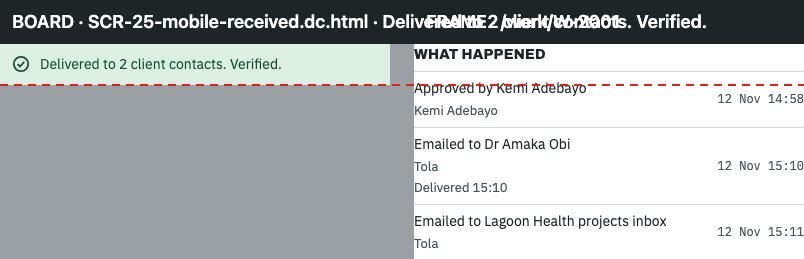 BOARD · SCR-25-mobile-received.dc.html · Delivered to 2 client contacts. Verified.
Delivered to 2 client contacts. Verified.
WHAT HAPPENED
Approved by Kemi Adebayo
12 Nov 14:58
Kemi Adebayo
Emailed to Dr Amaka Obi
Tola
12 Nov 15:10
Delivered 15:10
Emailed to Lagoon Health projects inbox
12 Nov 15:11
Tola